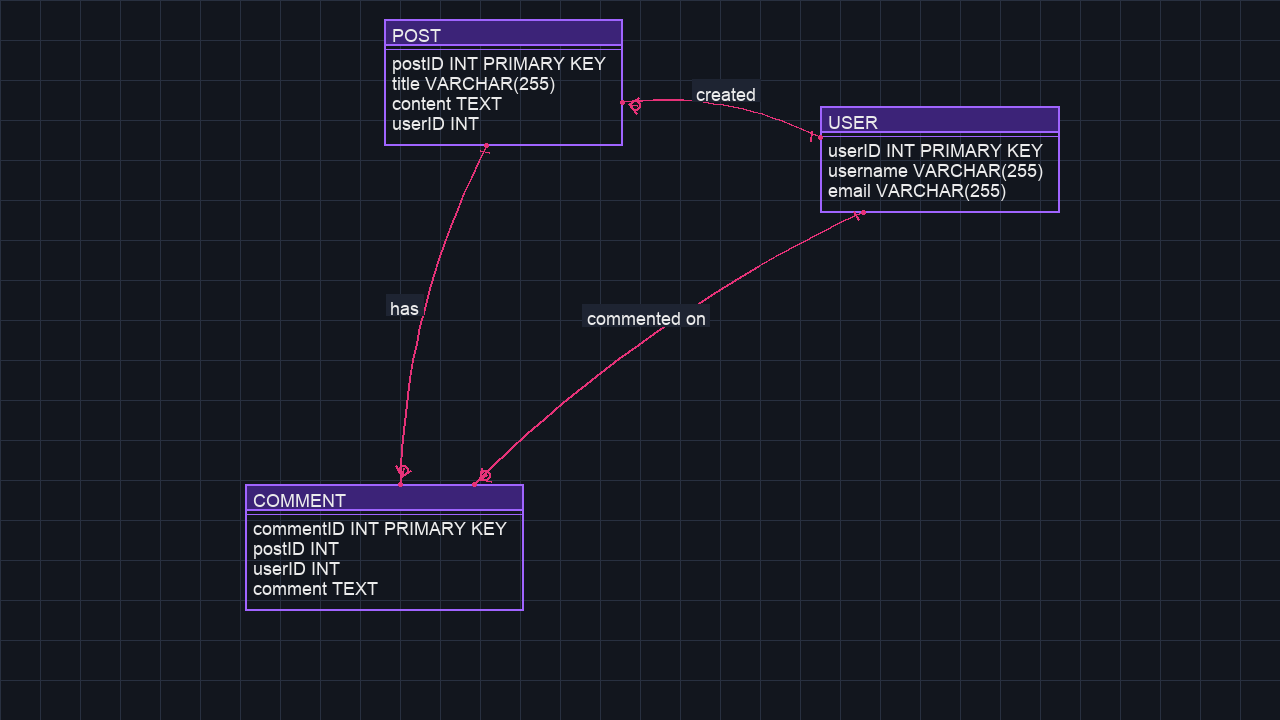 POST
postID INT PRIMARY KEY
title VARCHAR(255)
content TEXT
userID INT
created
USER
userID INT PRIMARY KEY
username VARCHAR(255)
email VARCHAR(255)
has
commented on
COMMENT
commentID INT PRIMARY KEY
postID INT
userID INT
comment TEXT